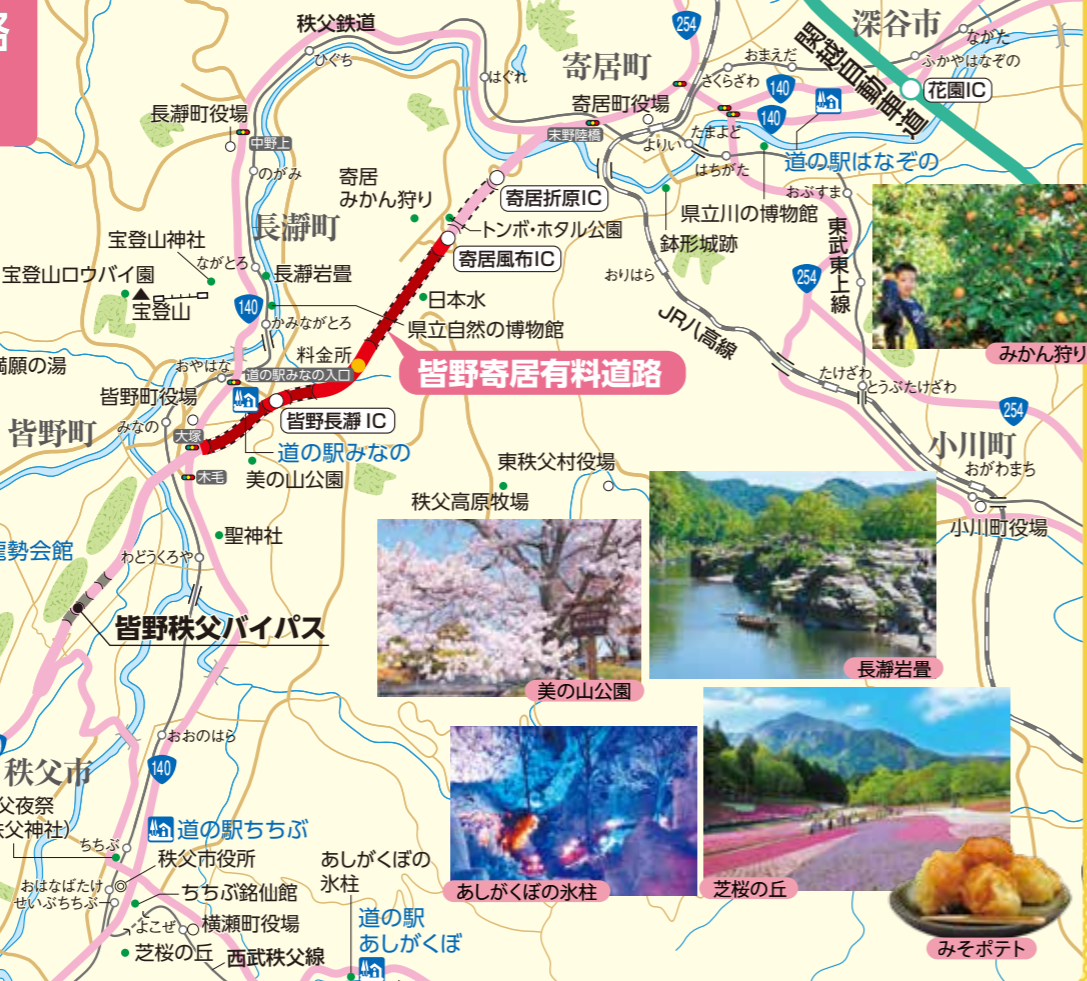 路
秩父鉄道
ひぐち
はぐれ
寄居町
254
さくらざわ
おまえだ
深谷市
ながた
ふかやはなぞの
関越自動車道
花園IC
140
140
長瀞町役場
中野上
のがみ
寄居町役場
末野陸橋
よりい
たまよど
はちがた
道の駅はなぞの
おぶすま
県立川の博物館
鉢形城跡
寄居
みかん狩り
寄居折原IC
トンボ・ホタル公園
寄居風布IC
おりはら
254
東武東上線
JR八高線
長瀞町
宝登山神社
ながとろ
長瀞岩畳
宝登山ロウバイ園
宝登山
140
かみながとろ
日本水
県立自然の博物館
みかん狩り
満願の湯
おやはな
料金所
道の駅みなの入口
皆野寄居有料道路
たけざわ
とうぶたけざわ
254
皆野町役場
皆野町
みなの
大塚
皆野長瀞 IC
道の駅みなの
美の山公園
木毛
小川町
おがわまち
小川町役場
東秩父村役場
秩父高原牧場
聖神社
龍勢会館
わどうくろや
皆野秩父バイパス
美の山公園
長瀞岩畳
おおのはら
秩父市
140
父夜祭
父神社)
ちちぶ
道の駅ちちぶ
秩父市役所
おはなばたけ
せいぶちちぶ
ちちぶ銘仙館
よこぜ
横瀬町役場
芝桜の丘
西武秩父線
あしがくぼの
氷柱
道の駅
あしがくぼ
あしがくぼの氷柱
芝桜の丘
みそポテト